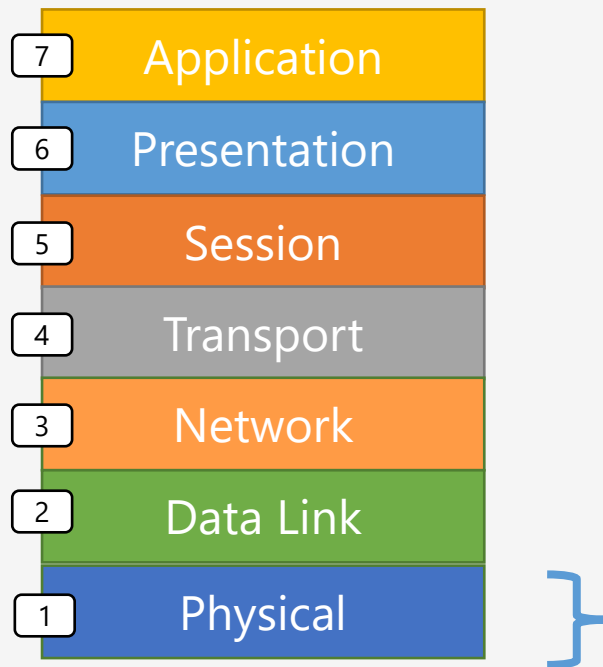 7 Application
6 Presentation
5 Session
4 Transport
3 Network
2 Data Link
1 Physical